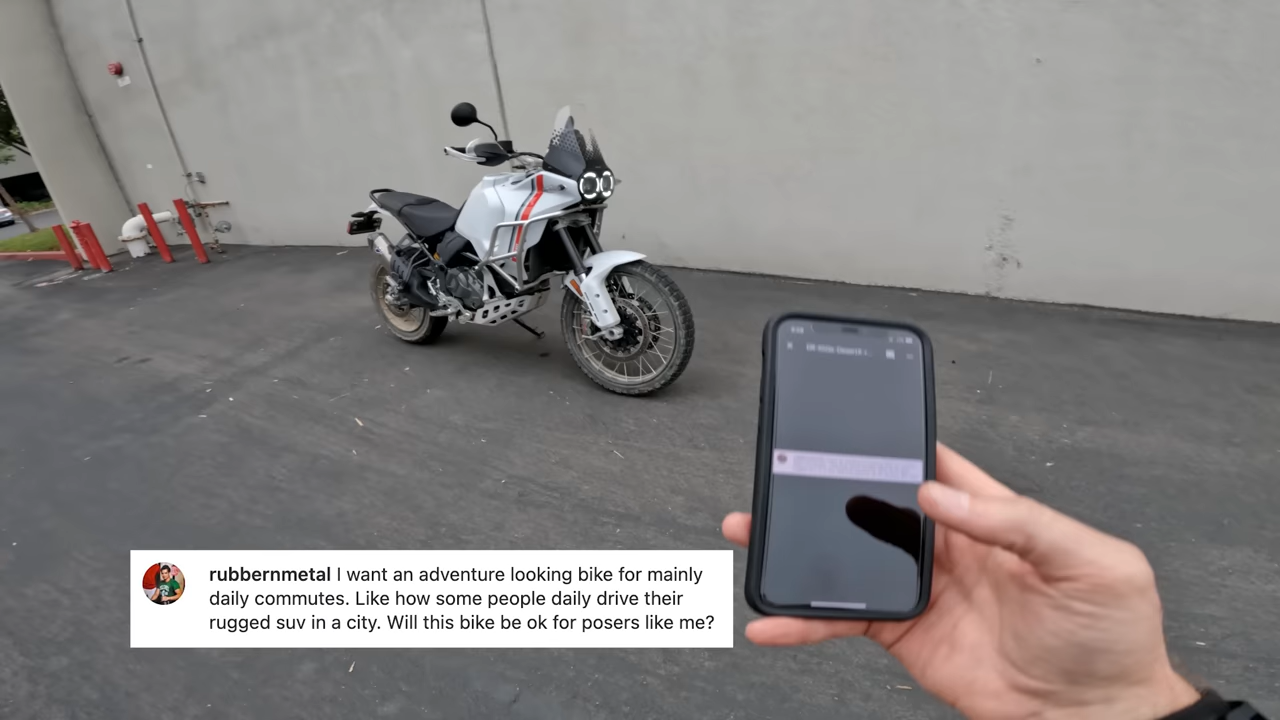 rubbernmetal I want an adventure looking bike for mainly
daily commutes. Like how some people daily drive their
rugged suv in a city. Will this bike be ok for posers like me?